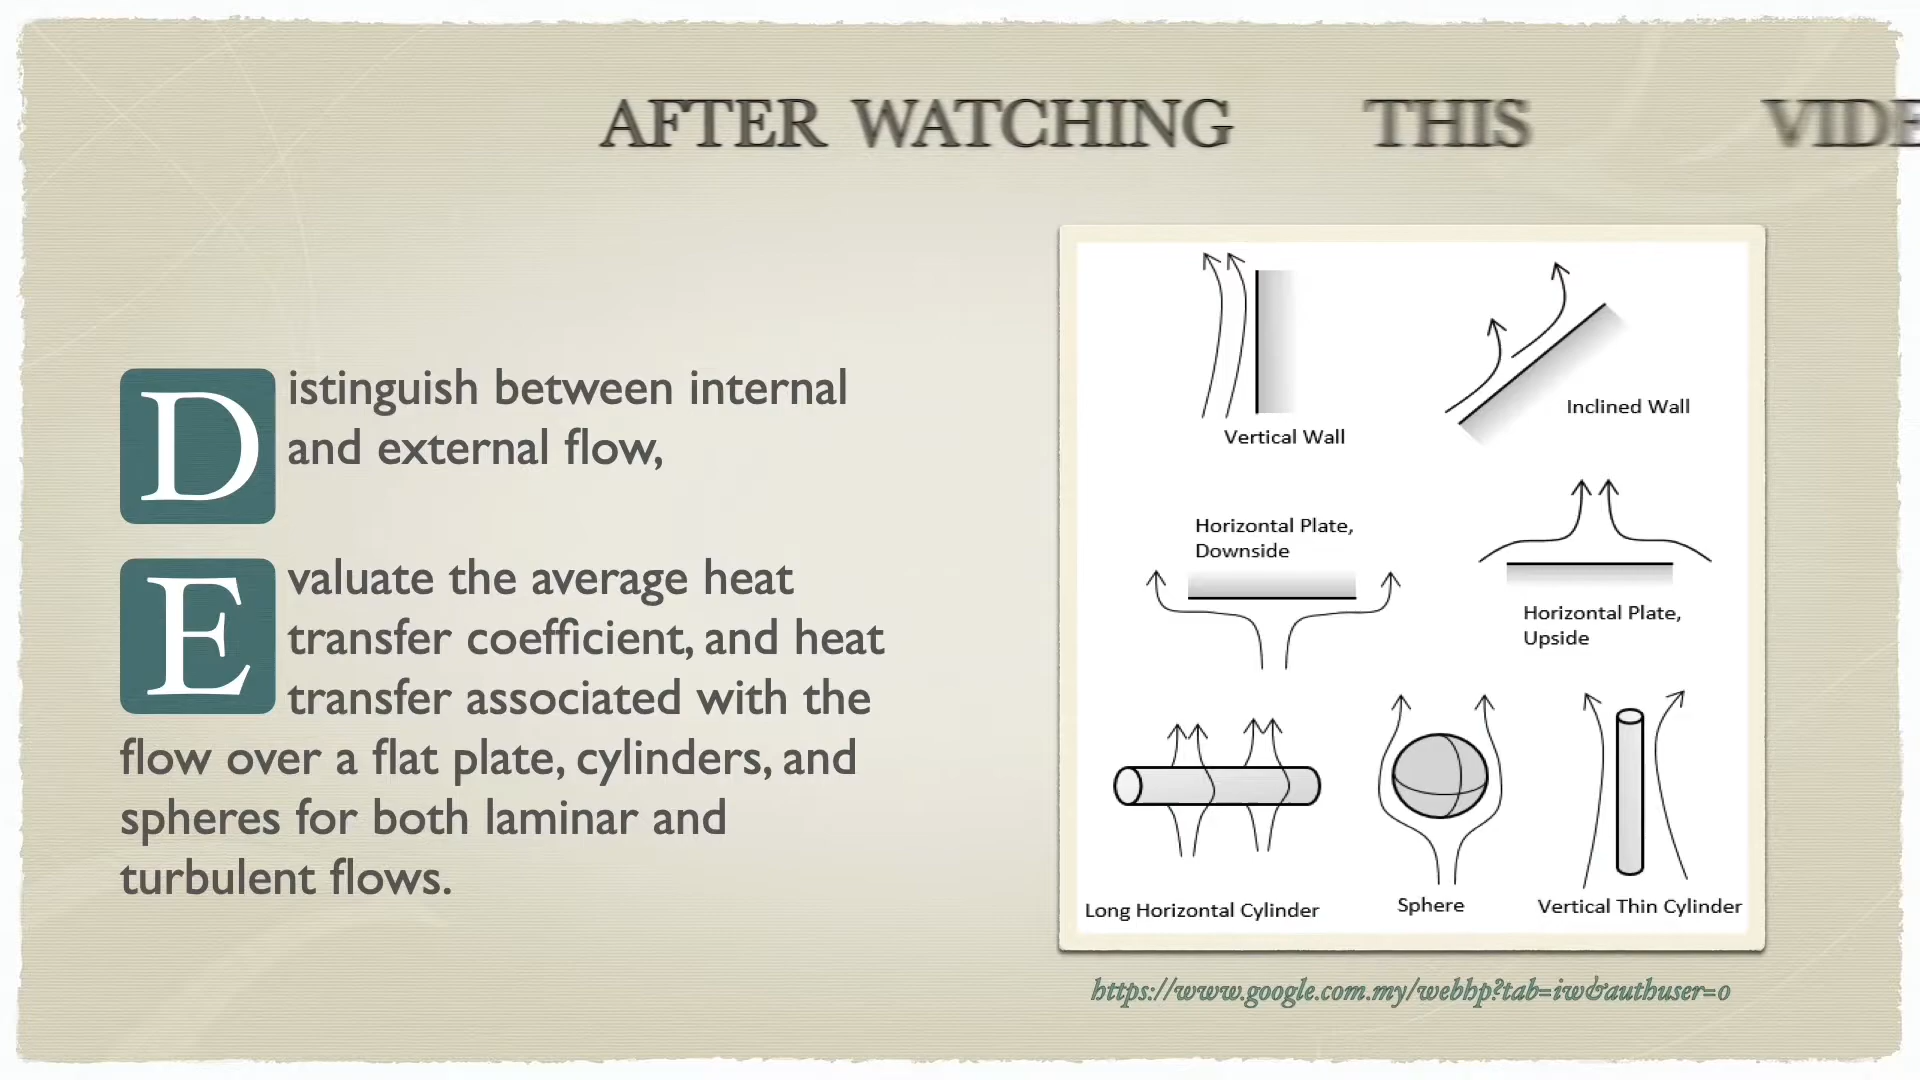 AFTER WATCHING THIS
Distinguish between internal
and external flow,
Evaluate the average heat
transfer coefficient, and heat
transfer associated with the
flow over a flat plate, cylinders, and
spheres for both laminar and
turbulent flows.
Vertical Wall
Inclined Wall
Horizontal Plate,
Downside
Horizontal Plate,
Upside
Long Horizontal Cylinder
Sphere
Vertical Thin Cylinder
https://www.google.com.my/webhp?tab=iw&authuser=0